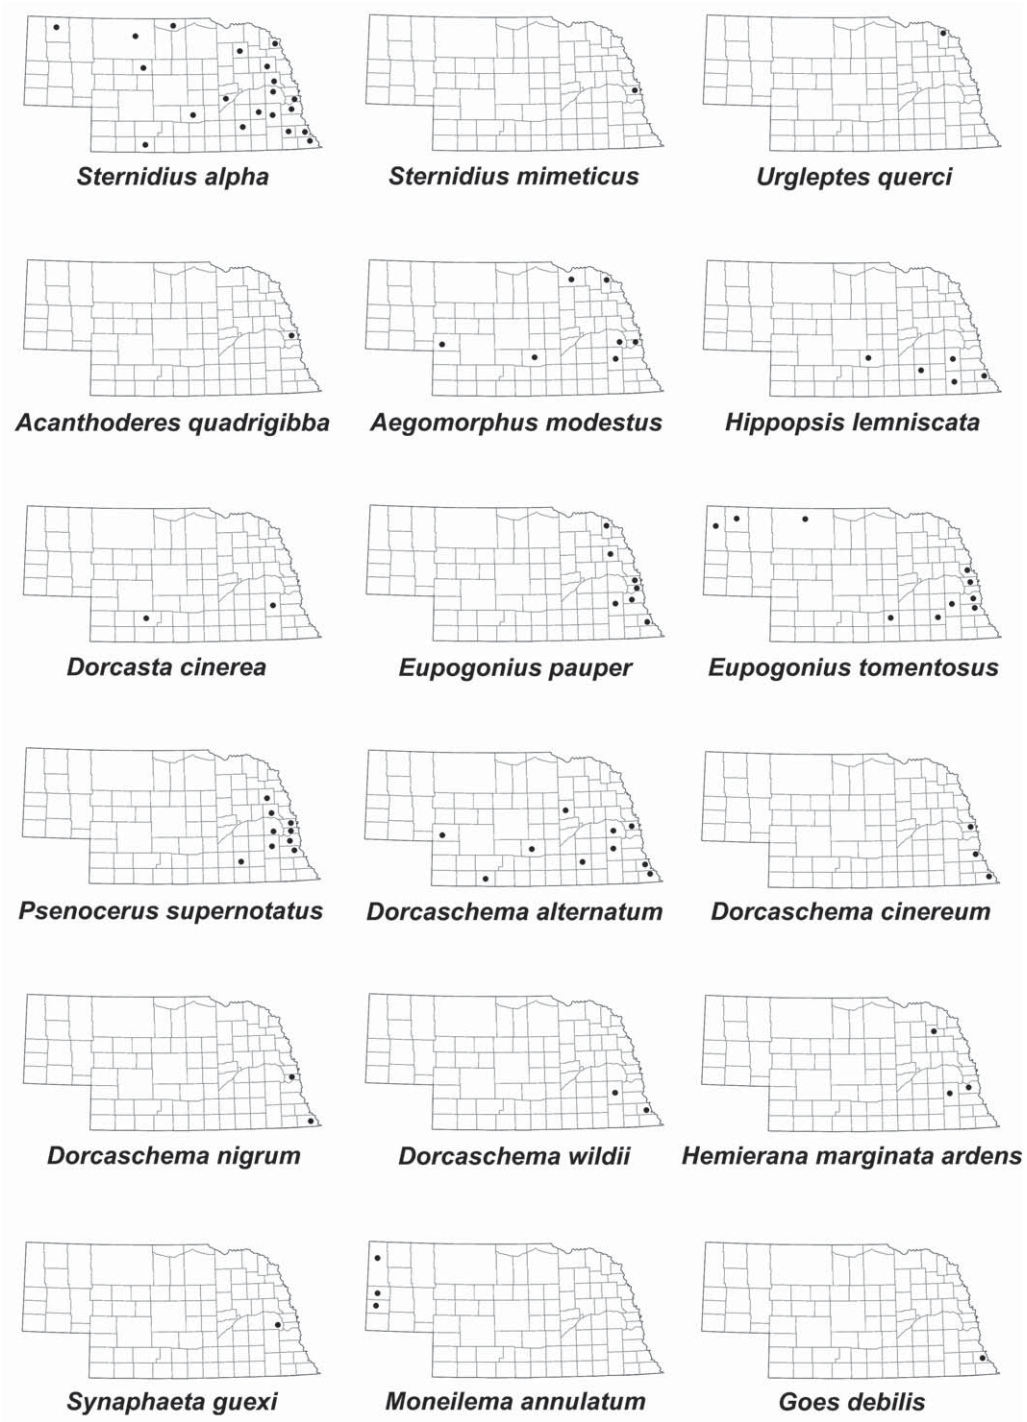 Sternidius alpha
Sternidius mimeticus
Urgleptes querci
Acanthoderes quadrigibba
Aegomorphus modestus
Hippopsis lemniscata
Dorcasta cinerea
Eupogonius pauper
Eupogonius tomentosus
Psenocerus supernotatus
Dorcaschema alternatum
Dorcaschema cinereum
Dorcaschema nigrum
Dorcaschema wildii
Hemierana marginata ardens
Synaphaeta guexi
Moneilema annulatum
Goes debilis